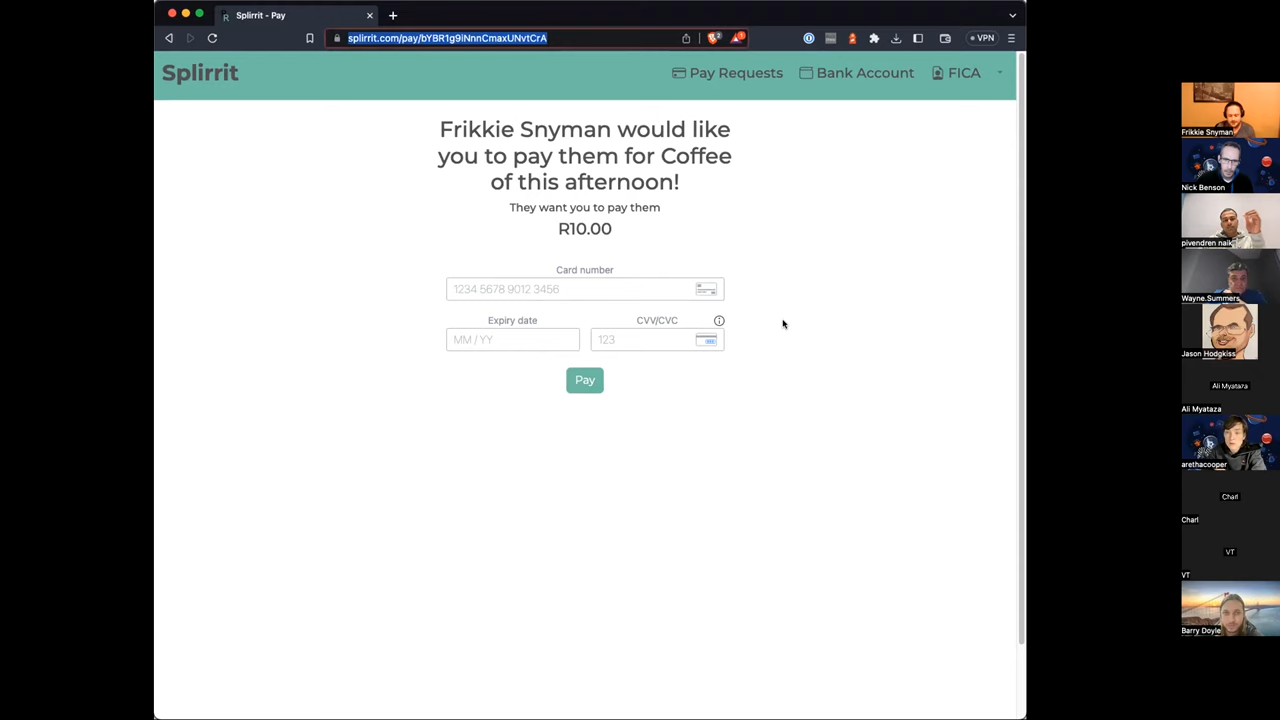 Splirrit - Pay
splirrit.com/pay/bYBR1g9iNnnCmaxUNvtCrA
2
1
VPN
Splirrit
Pay Requests
Bank Account
FICA
Frikkie Snyman would like
you to pay them for Coffee
of this afternoon!
They want you to pay them
R10.00
Card number
1234 5678 9012 3456
Expiry date
CVV/CVC
MM / YY
123
Pay
Frikkie Snyman
Nick Benson
pivendren naik
Wayne.Summers
Jason Hodgkiss
Ali Myataza
Ali Myataza
arethacooper
Charl
Charl
VT
VT
Barry Doyle